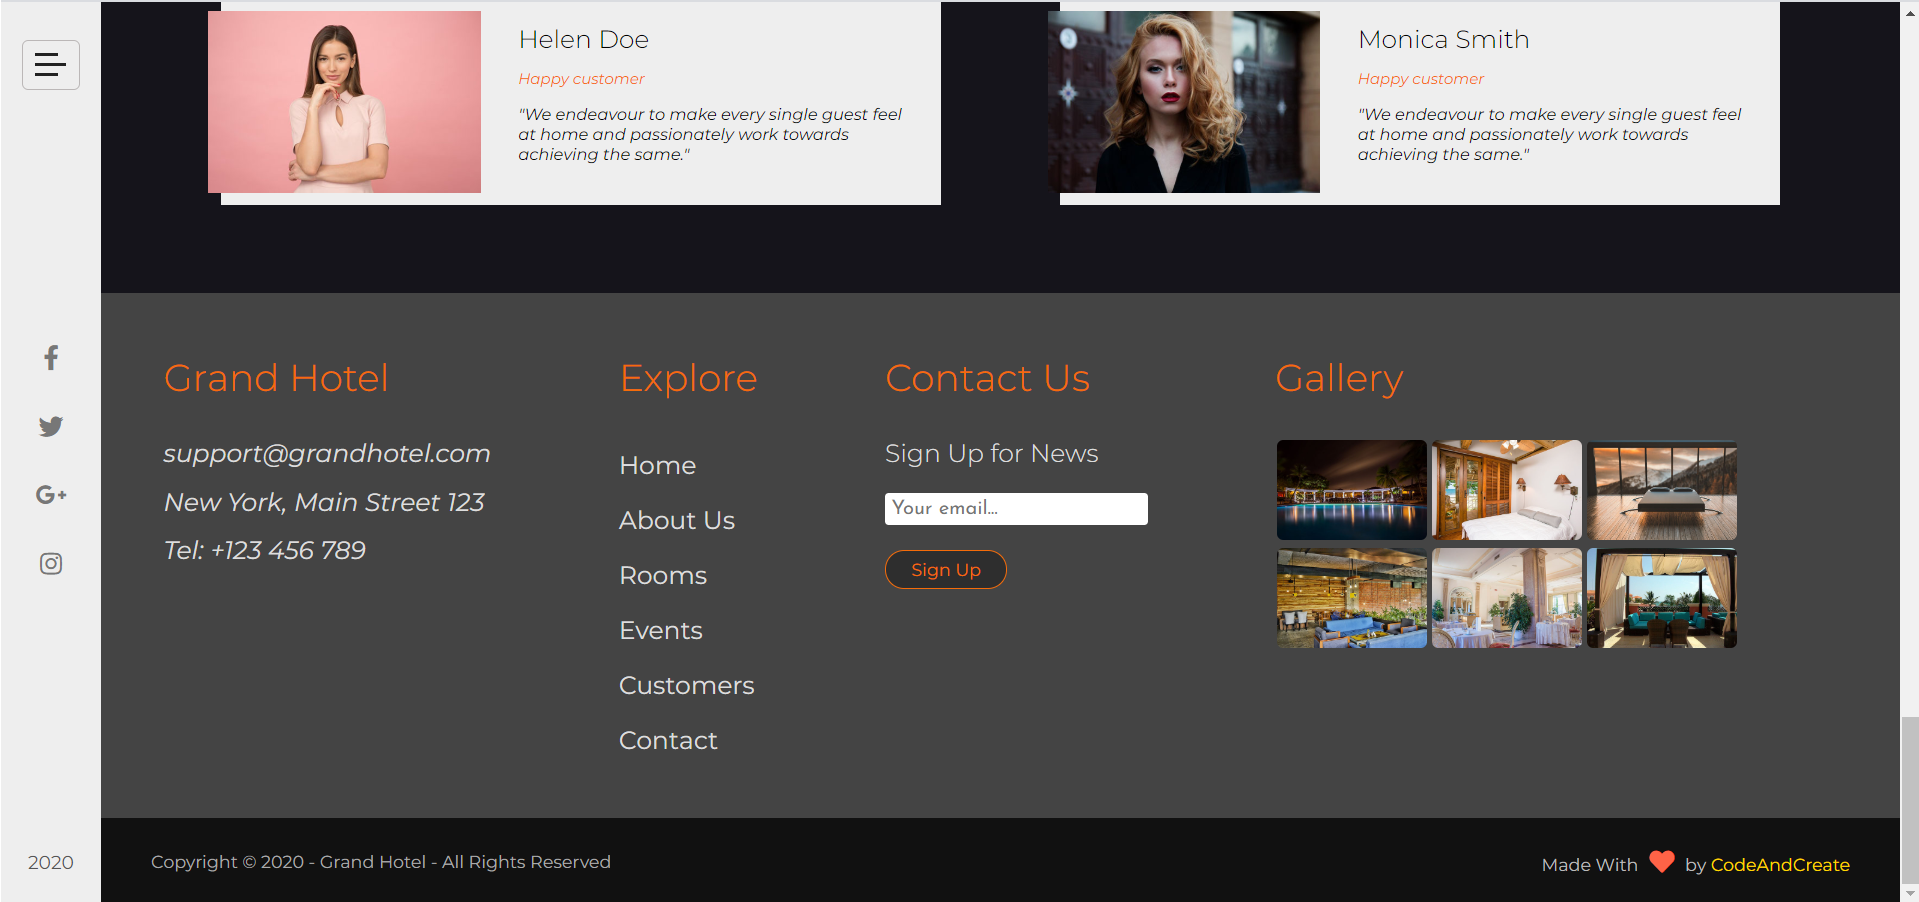 Helen Doe
Happy customer
"We endeavour to make every single guest feel
at home and passionately work towards
achieving the same."
Monica Smith
Happy customer
"We endeavour to make every single guest feel
at home and passionately work towards
achieving the same."
Grand Hotel
support@grandhotel.com
New York, Main Street 123
Tel: +123 456 789
Explore
Home
About Us
Rooms
Events
Customers
Contact
Contact Us
Sign Up for News
Your email...
Sign Up
Gallery
2020
Copyright © 2020 - Grand Hotel - All Rights Reserved
Made With ❤ by CodeAndCreate